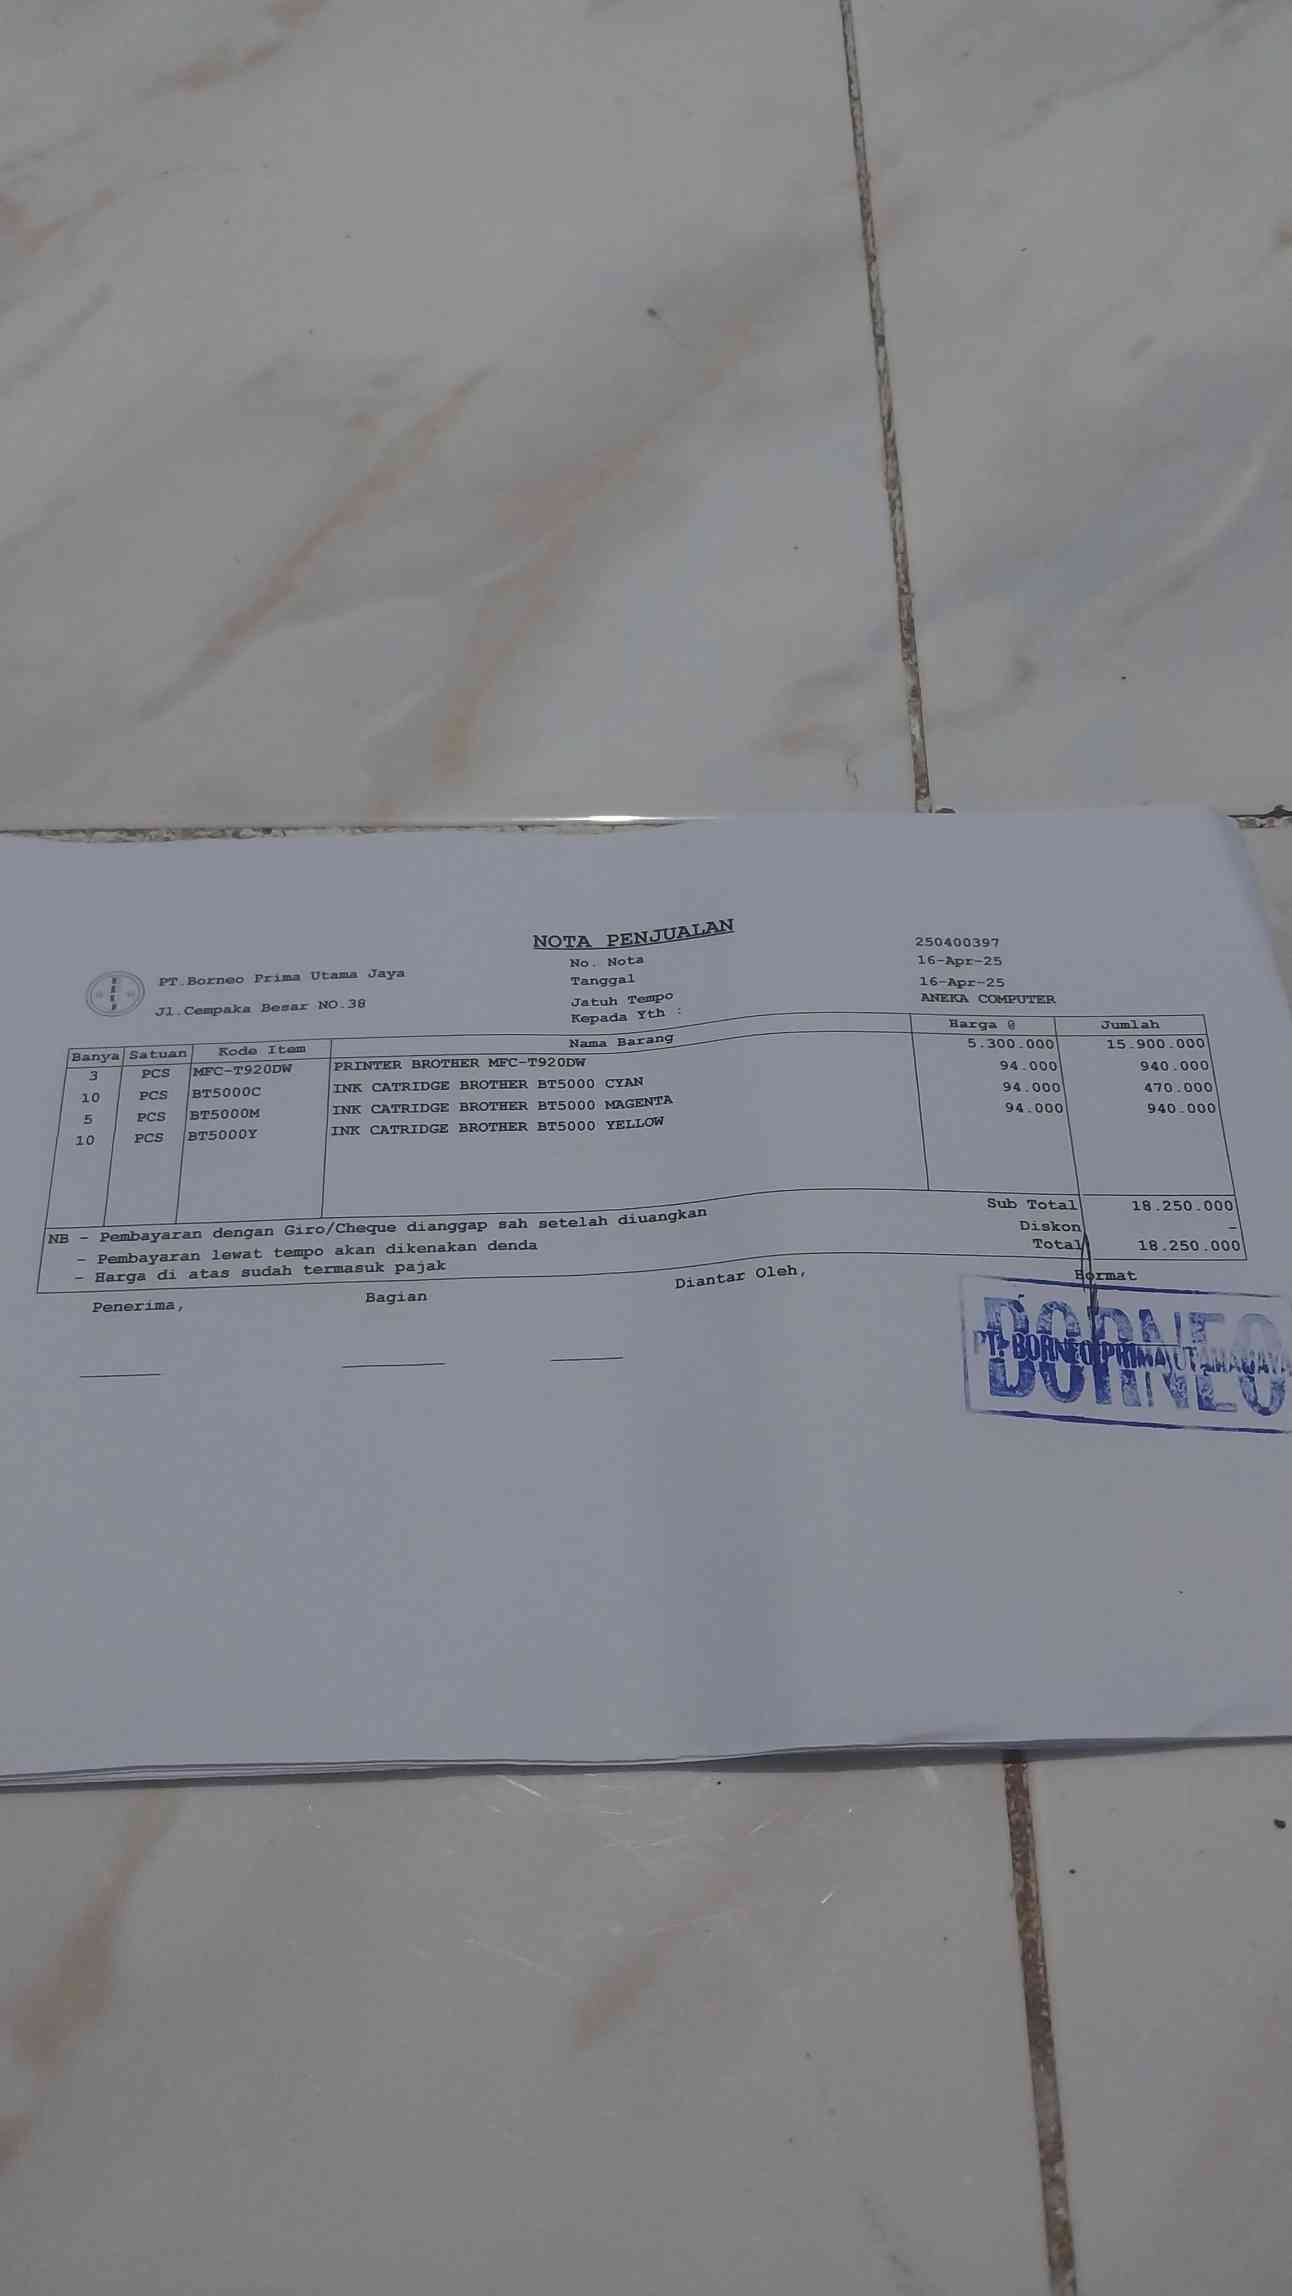 NOTA PENJUALAN
PT.Borneo Prima Utama Jaya
Jl.Cempaka Besar NO.38
No. Nota 250400397
Tanggal 16-Apr-25
Jatuh Tempo 16-Apr-25
Kepada Yth : ANEKA COMPUTER
Banya Satuan Kode Item Nama Barang Harga @ Jumlah
3 PCS MFC-T920DW PRINTER BROTHER MFC-T920DW 5.300.000 15.900.000
10 PCS BT5000C INK CATRIDGE BROTHER BT5000 CYAN 94.000 940.000
5 PCS BT5000M INK CATRIDGE BROTHER BT5000 MAGENTA 94.000 470.000
10 PCS BT5000Y INK CATRIDGE BROTHER BT5000 YELLOW 94.000 940.000
NB - Pembayaran dengan Giro/Cheque dianggap sah setelah diuangkan Sub Total 18.250.000
- Pembayaran lewat tempo akan dikenakan denda Diskon -
- Harga di atas sudah termasuk pajak Total 18.250.000
Penerima, Bagian Diantar Oleh, Hormat
BORNEO
PT. BORNEO PRIMA UTAMA JAYA